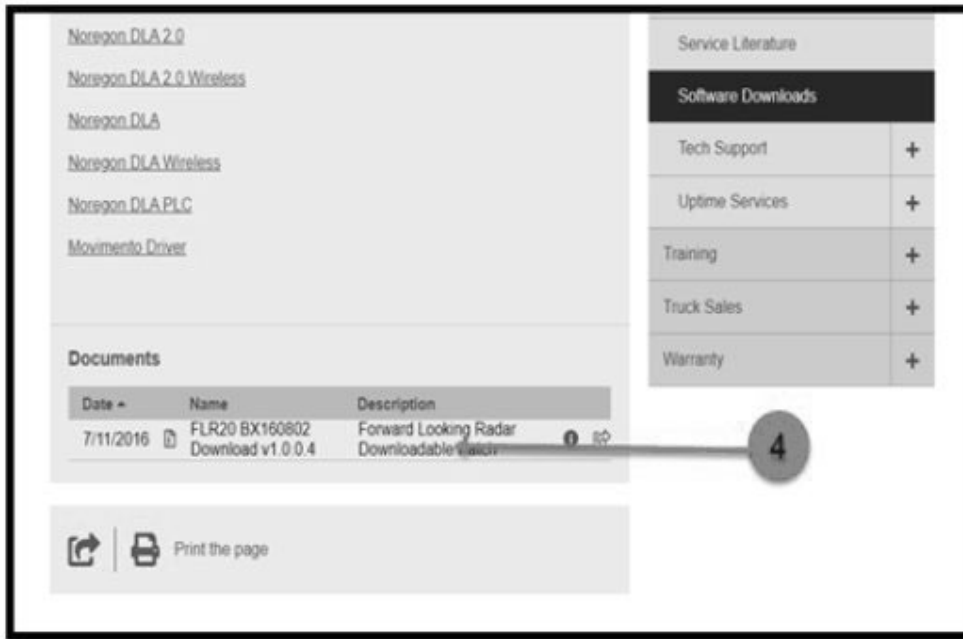 Noregon DLA 2.0
Noregon DLA 2.0 Wireless
Noregon DLA
Noregon DLA Wireless
Noregon DLA PLC
Movimento Driver
Documents
Date Name Description
7/11/2016 FLR20 BX160802 Forward Looking Radar
Download v1.0.0.4 Downloadable
Print the page
Service Literature
Software Downloads
Tech Support +
Uptime Services +
Training +
Truck Sales +
Warranty +
4